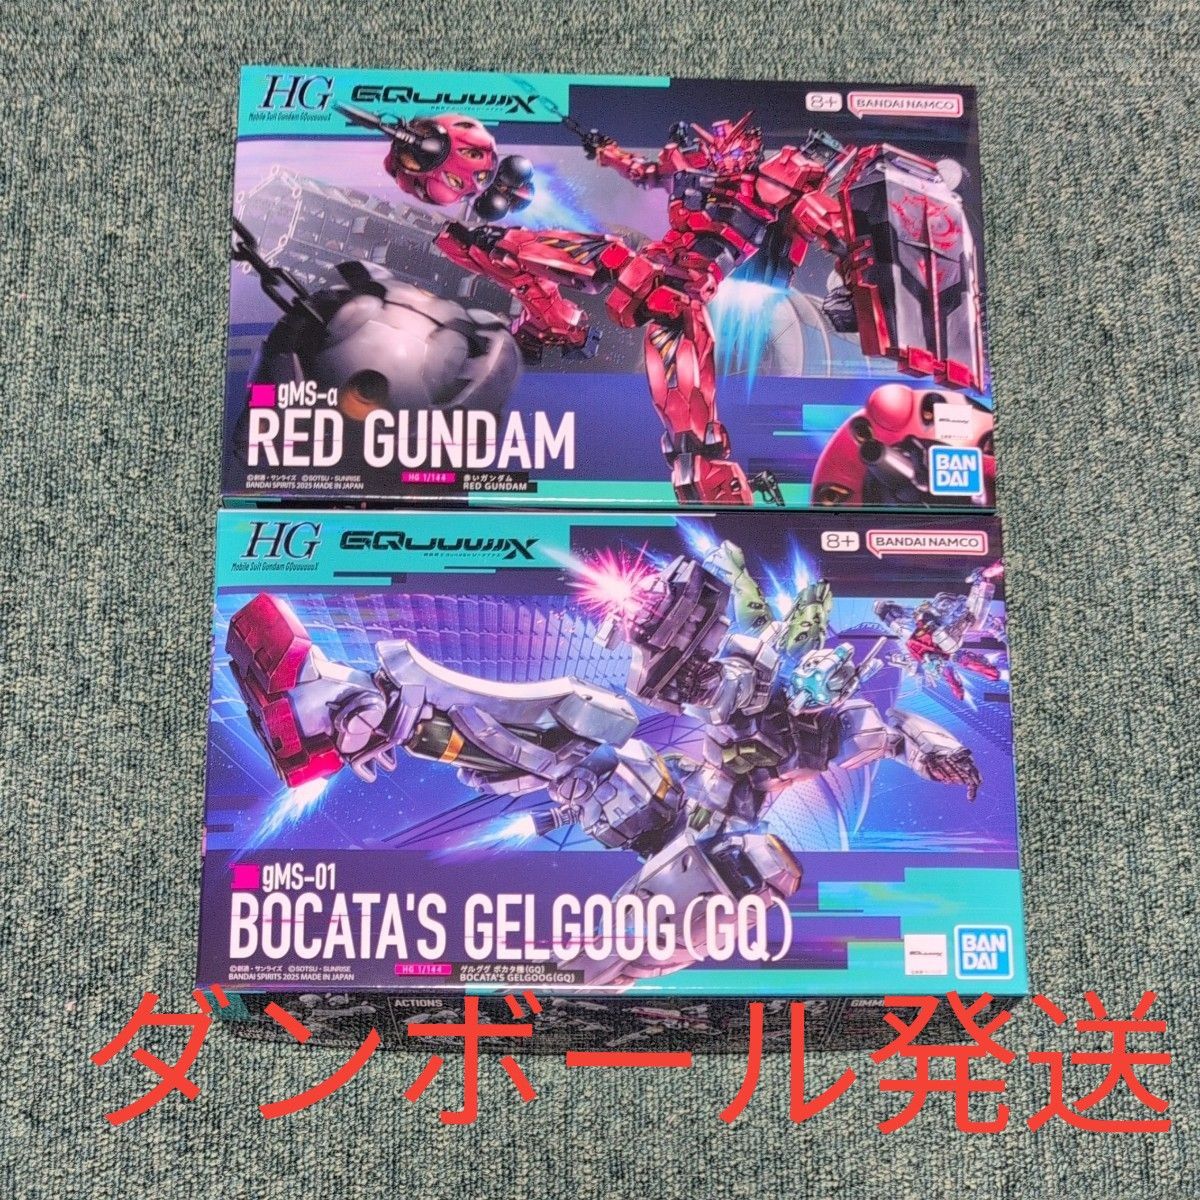 HG GQuuuuuuX
Mobile Suit Gundam GQuuuuuuX
8+ BANDAI NAMCO
gMS-α
RED GUNDAM
HG 1/144 赤いガンダム
RED GUNDAM
©創通・サンライズ ©SOTSU・SUNRISE
BANDAI SPIRITS 2025 MADE IN JAPAN
BAN
DAI
HG GQuuuuuuX
Mobile Suit Gundam GQuuuuuuX
8+ BANDAI NAMCO
gMS-01
BOCATA'S GELGOOG(GQ)
HG 1/144 ゲルググ ボカタ機(GQ)
BOCATA'S GELGOOG(GQ)
©創通・サンライズ ©SOTSU・SUNRISE
BANDAI SPIRITS 2025 MADE IN JAPAN
BAN
DAI
ACTIONS
ダンボール発送